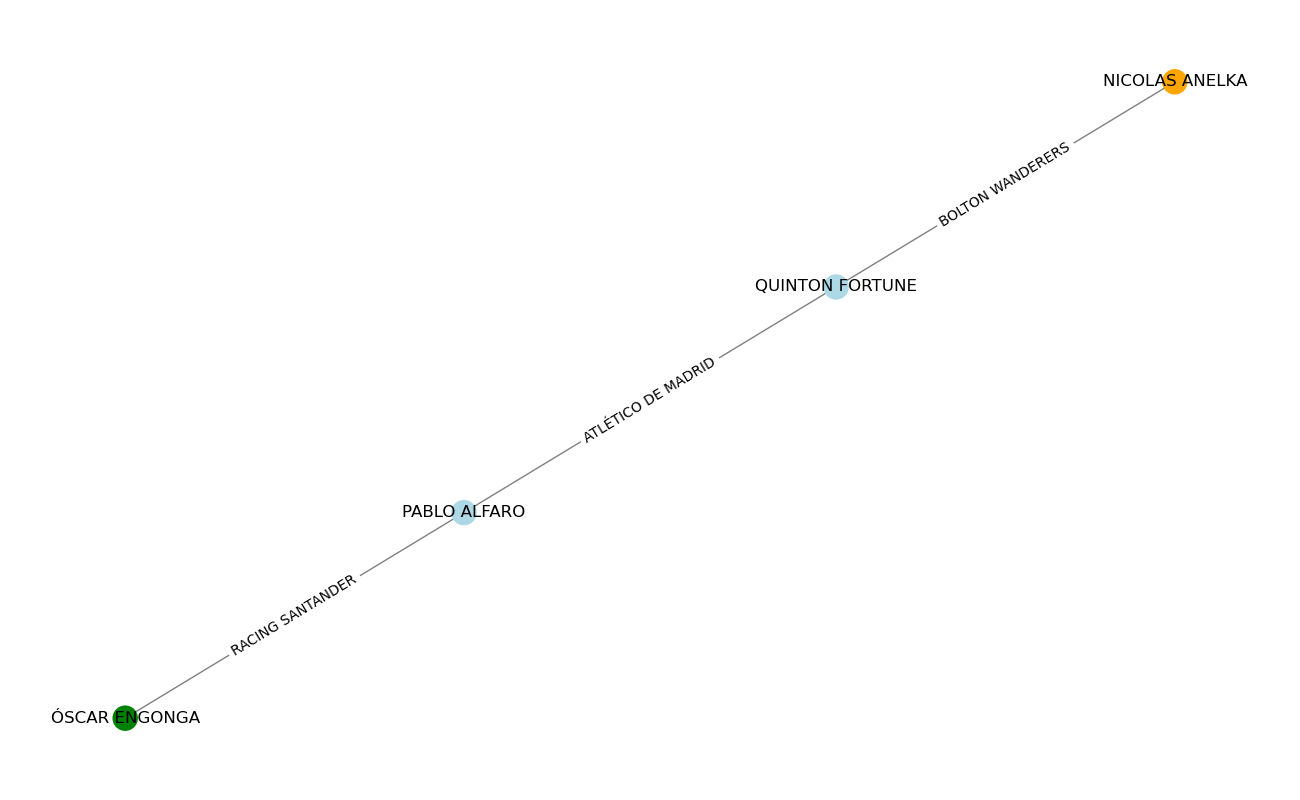 NICOLAS ANELKA
BOLTON WANDERERS
QUINTON FORTUNE
ATLÉTICO DE MADRID
PABLO ALFARO
RACING SANTANDER
ÓSCAR ENGONGA